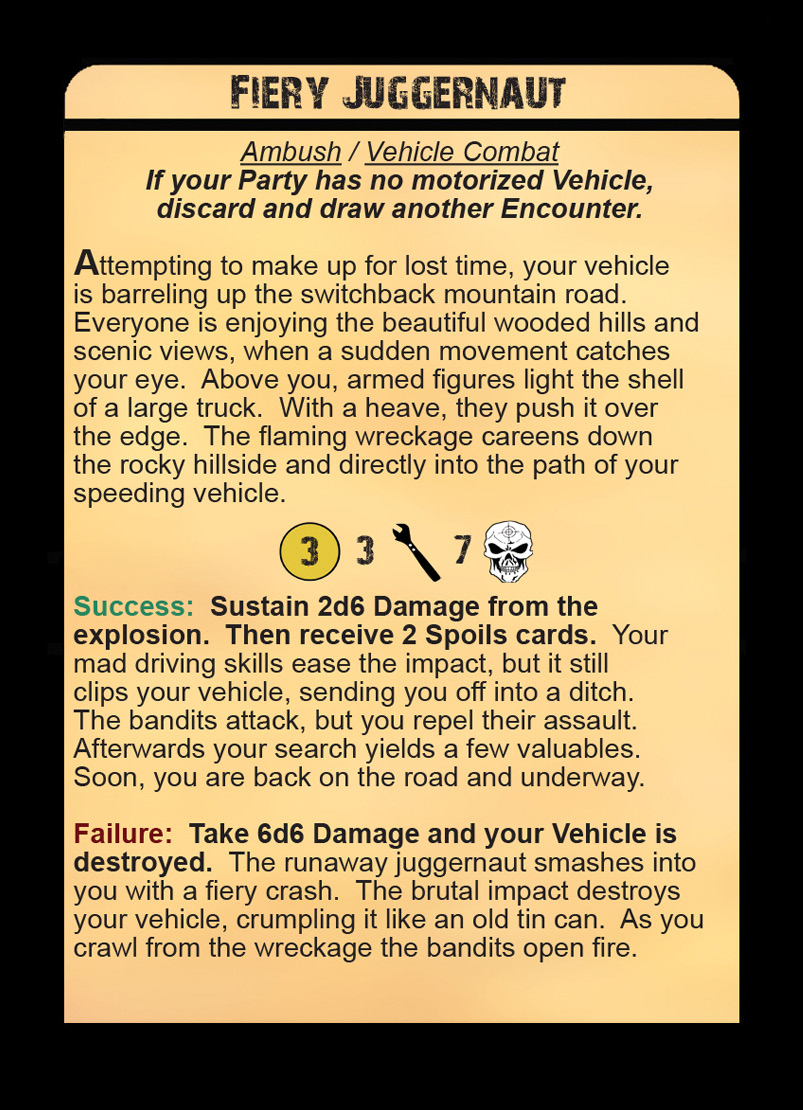 FIERY JUGGERNAUT
Ambush / Vehicle Combat
If your Party has no motorized Vehicle,
discard and draw another Encounter.
Attempting to make up for lost time, your vehicle
is barreling up the switchback mountain road.
Everyone is enjoying the beautiful wooded hills and
scenic views, when a sudden movement catches
your eye.  Above you, armed figures light the shell
of a large truck.  With a heave, they push it over
the edge.  The flaming wreckage careens down
the rocky hillside and directly into the path of your
speeding vehicle.
3 3 7
Success:  Sustain 2d6 Damage from the
explosion.  Then receive 2 Spoils cards.  Your
mad driving skills ease the impact, but it still
clips your vehicle, sending you off into a ditch.
The bandits attack, but you repel their assault.
Afterwards your search yields a few valuables.
Soon, you are back on the road and underway.
Failure:  Take 6d6 Damage and your Vehicle is
destroyed.  The runaway juggernaut smashes into
you with a fiery crash.  The brutal impact destroys
your vehicle, crumpling it like an old tin can.  As you
crawl from the wreckage the bandits open fire.